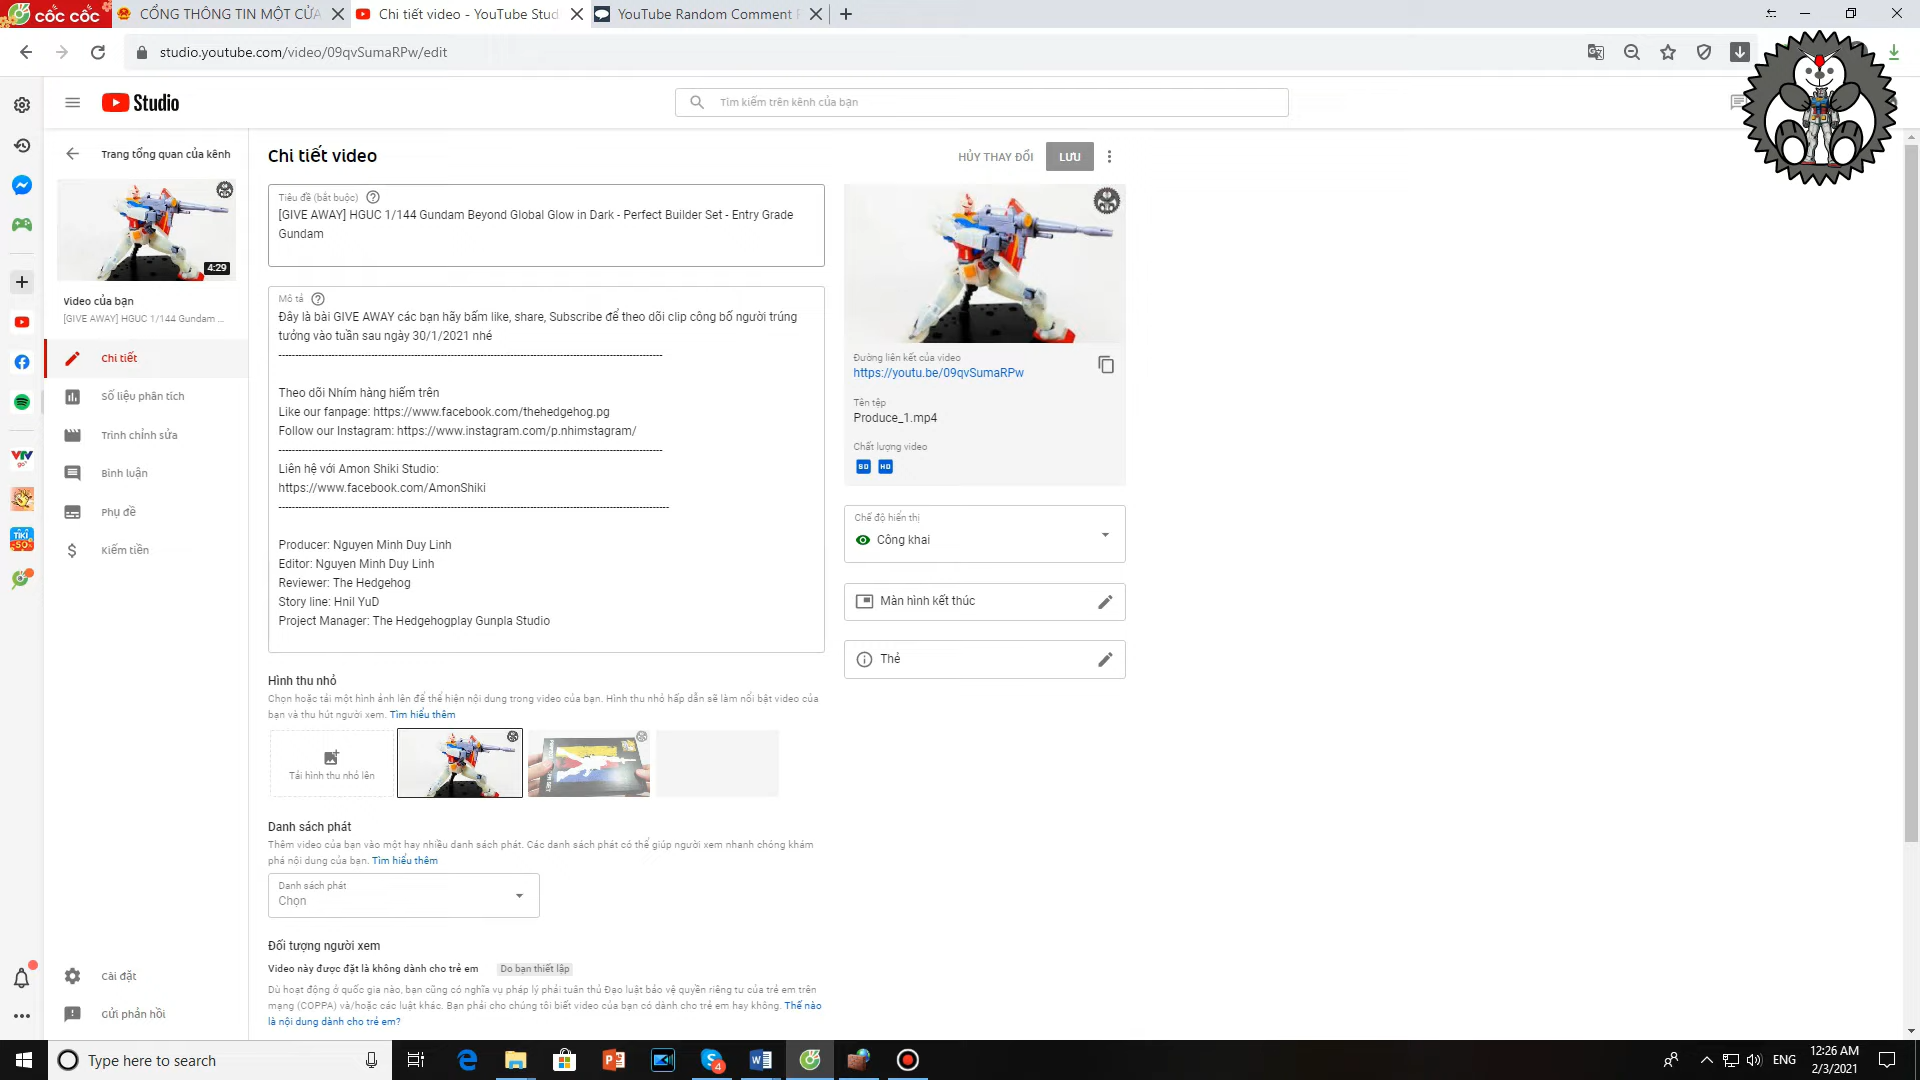 cốc cốc
CỔNG THÔNG TIN MỘT CỬA
Chi tiết video - YouTube Stud
YouTube Random Comment P
studio.youtube.com/video/09qvSumaRPw/edit
Studio
Tìm kiếm trên kênh của bạn
Trang tổng quan của kênh
4:29
Video của bạn
[GIVE AWAY] HGUC 1/144 Gundam ...
Chi tiết
Số liệu phân tích
Trình chỉnh sửa
Bình luận
Phụ đề
Kiếm tiền
Cài đặt
Gửi phản hồi
Chi tiết video
HỦY THAY ĐỔI
LƯU
Tiêu đề (bắt buộc)
[GIVE AWAY] HGUC 1/144 Gundam Beyond Global Glow in Dark - Perfect Builder Set - Entry Grade
Gundam
Mô tả
Đây là bài GIVE AWAY các bạn hãy bấm like, share, Subscribe để theo dõi clip công bố người trúng
tưởng vào tuần sau ngày 30/1/2021 nhé
Theo dõi Nhím hàng hiếm trên
Like our fanpage: https://www.facebook.com/thehedgehog.pg
Follow our Instagram: https://www.instagram.com/p.nhimstagram/
Liên hệ với Amon Shiki Studio:
https://www.facebook.com/AmonShiki
Producer: Nguyen Minh Duy Linh
Editor: Nguyen Minh Duy Linh
Reviewer: The Hedgehog
Story line: Hnil YuD
Project Manager: The Hedgehogplay Gunpla Studio
Hình thu nhỏ
Chọn hoặc tải một hình ảnh lên để thể hiện nội dung trong video của bạn. Hình thu nhỏ hấp dẫn sẽ làm nổi bật video của
bạn và thu hút người xem. Tìm hiểu thêm
Tải hình thu nhỏ lên
Danh sách phát
Thêm video của bạn vào một hay nhiều danh sách phát. Các danh sách phát có thể giúp người xem nhanh chóng khám
phá nội dung của bạn. Tìm hiểu thêm
Danh sách phát
Chọn
Đối tượng người xem
Video này được đặt là không dành cho trẻ em
Do bạn thiết lập
Dù hoạt động ở quốc gia nào, bạn cũng có nghĩa vụ pháp lý phải tuân thủ Đạo luật bảo vệ quyền riêng tư của trẻ em trên
mạng (COPPA) và/hoặc các luật khác. Bạn phải cho chúng tôi biết video của bạn có dành cho trẻ em hay không. Thế nào
là nội dung dành cho trẻ em?
Đường liên kết của video
https://youtu.be/09qvSumaRPw
Tên tệp
Produce_1.mp4
Chất lượng video
SD HD
Chế độ hiển thị
Công khai
Màn hình kết thúc
Thẻ
Type here to search
4
ENG
12:26 AM
2/3/2021